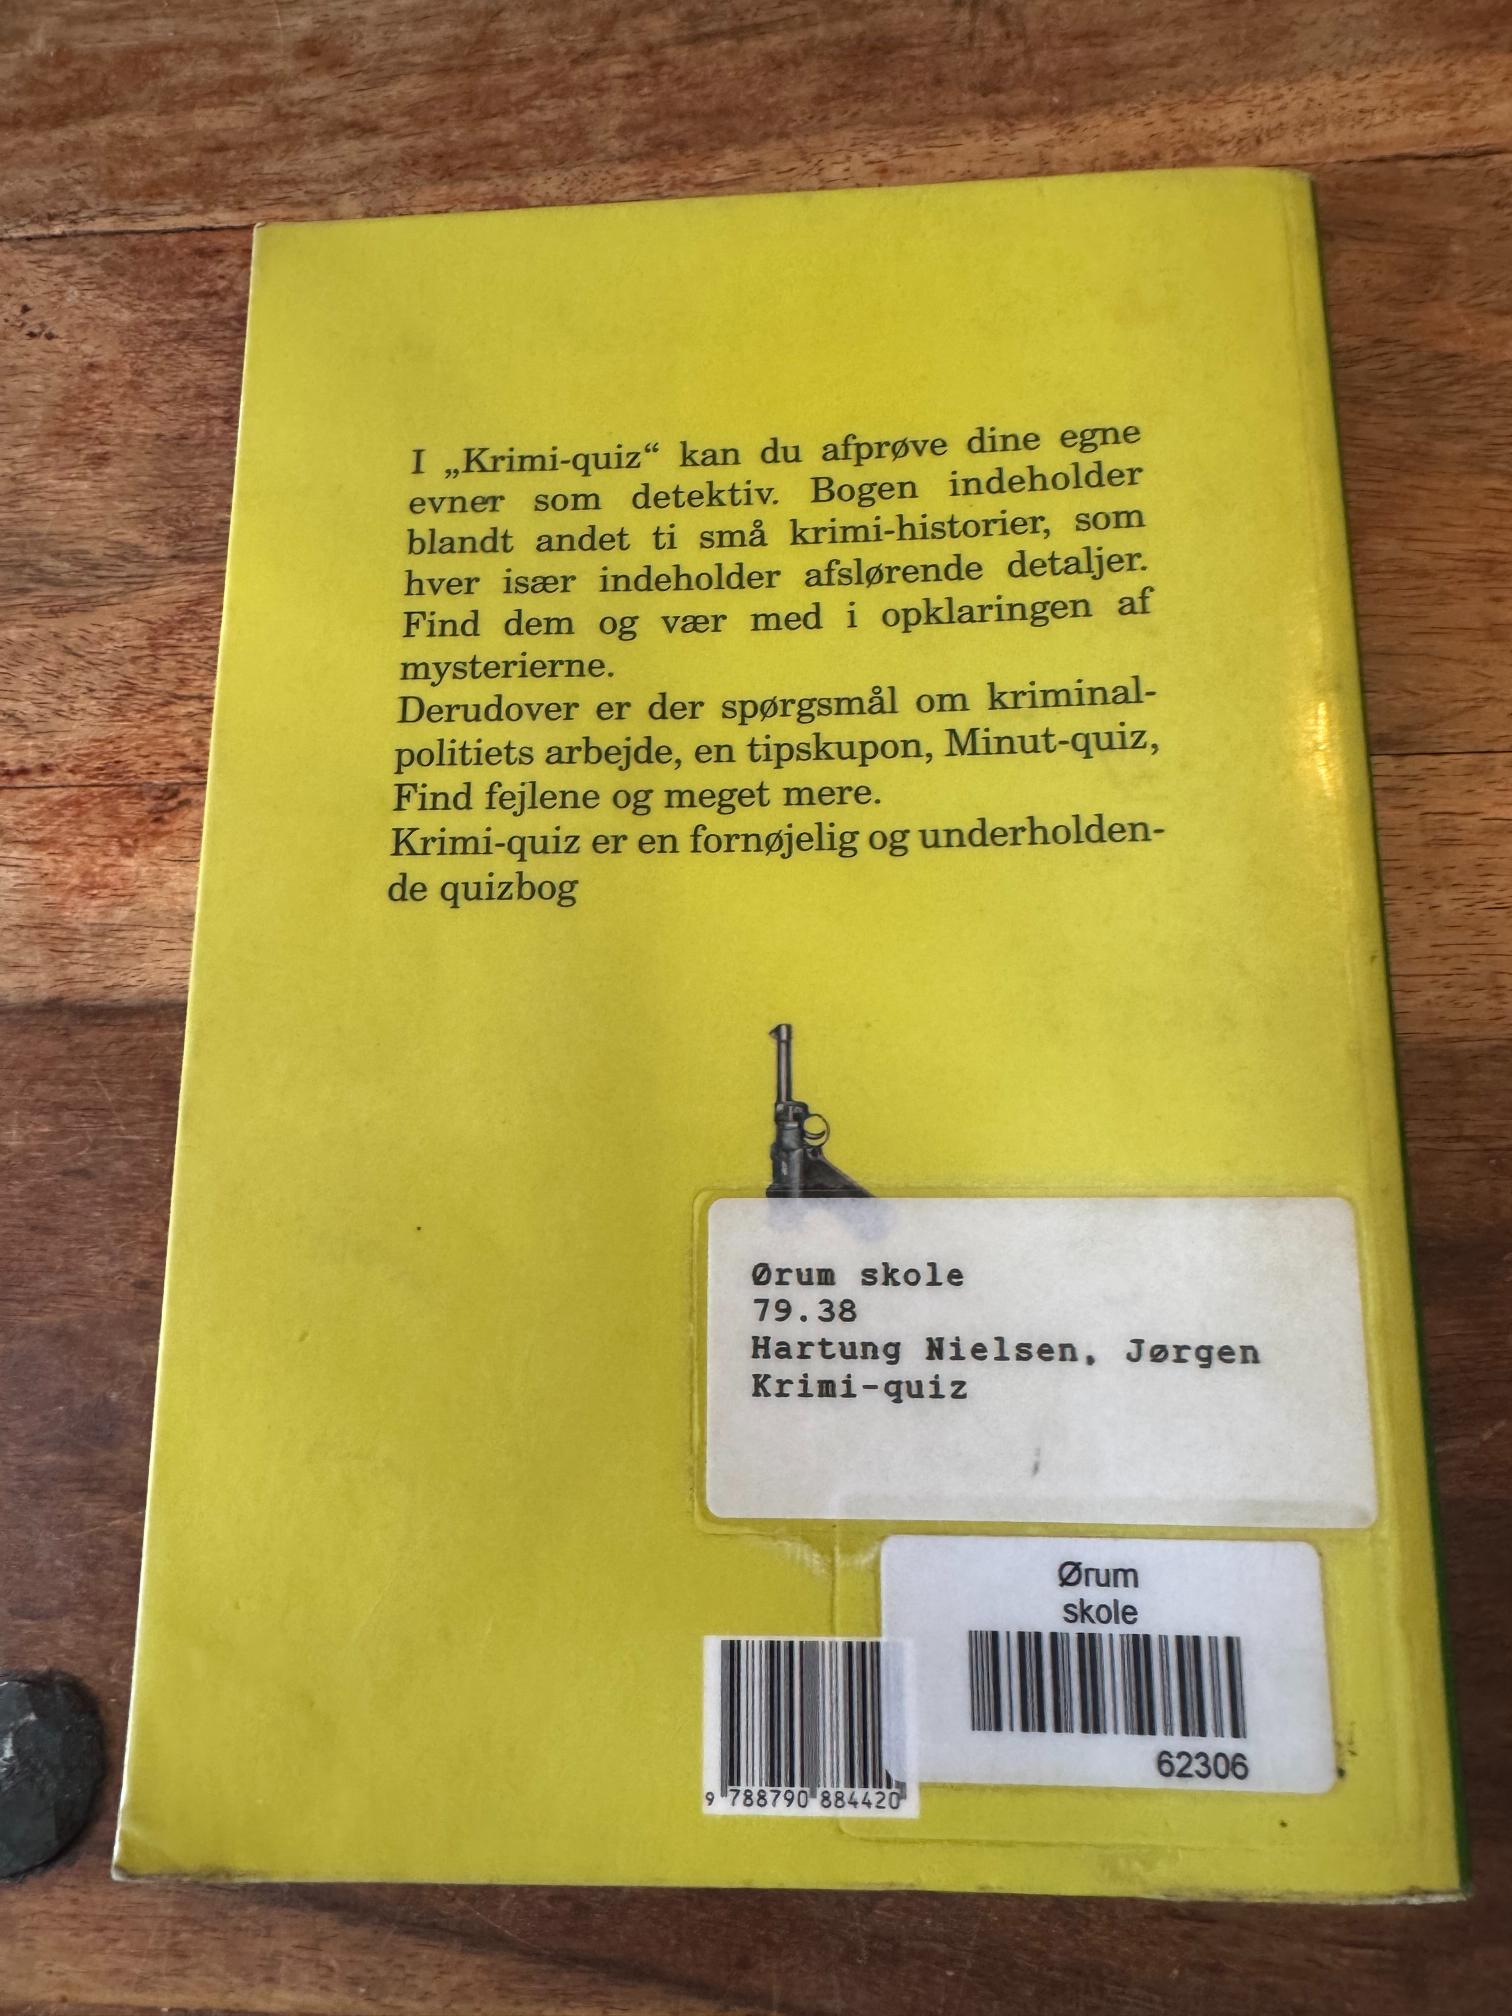 I „Krimi-quiz“ kan du afprøve dine egne
evner som detektiv. Bogen indeholder
blandt andet ti små krimi-historier, som
hver især indeholder afslørende detaljer.
Find dem og vær med i opklaringen af
mysterierne.
Derudover er der spørgsmål om kriminal-
politiets arbejde, en tipskupon, Minut-quiz,
Find fejlene og meget mere.
Krimi-quiz er en fornøjelig og underholden-
de quizbog
Ørum skole
79.38
Hartung Nielsen, Jørgen
Krimi-quiz
Ørum
skole
62306
9 788790 884420